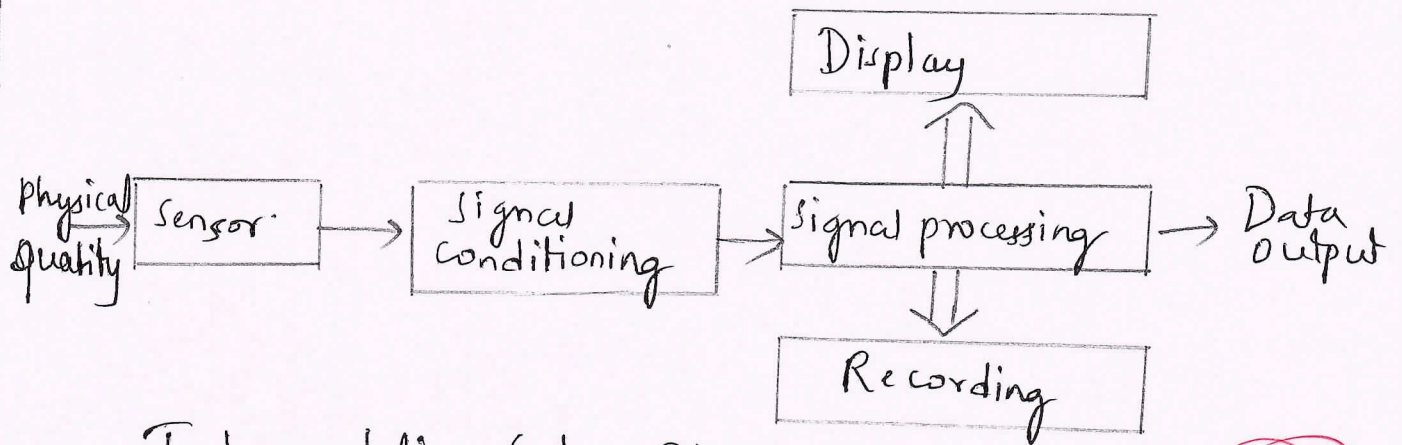 Display
Physical
Quality
Sensor
Signal
Conditioning
Signal processing
Data
output
Recording